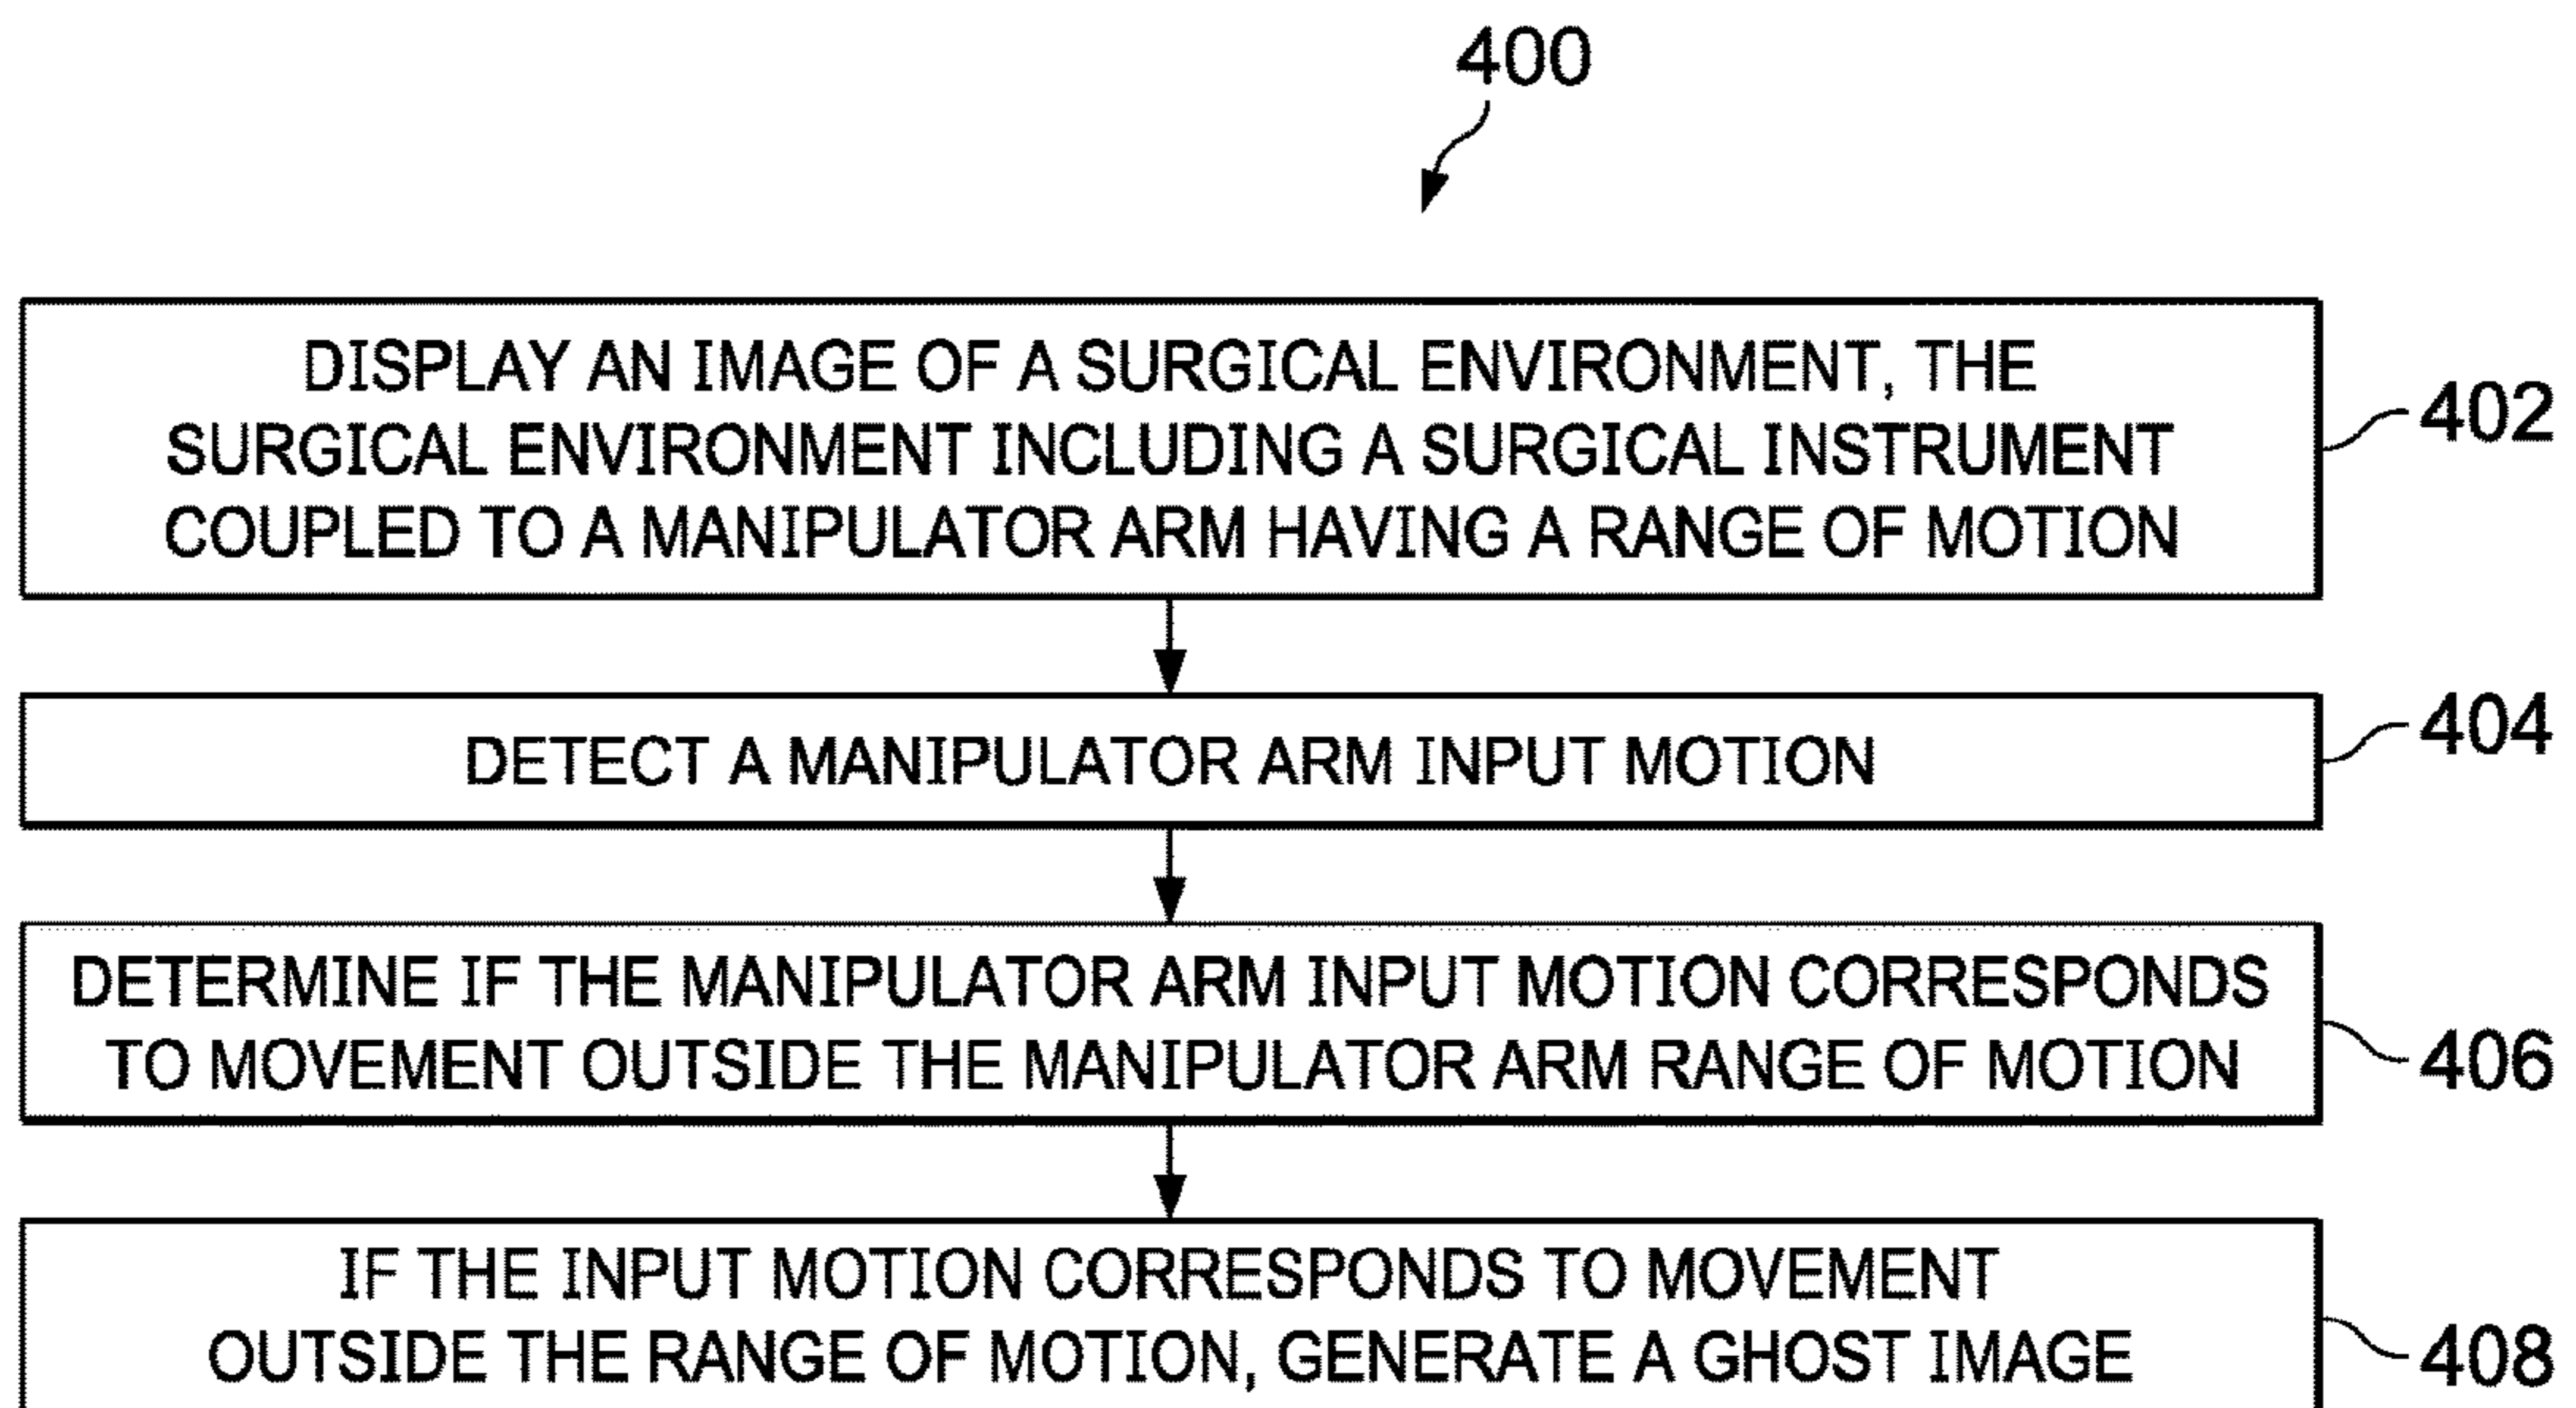 400
DISPLAY AN IMAGE OF A SURGICAL ENVIRONMENT, THE
SURGICAL ENVIRONMENT INCLUDING A SURGICAL INSTRUMENT
COUPLED TO A MANIPULATOR ARM HAVING A RANGE OF MOTION
402
DETECT A MANIPULATOR ARM INPUT MOTION
404
DETERMINE IF THE MANIPULATOR ARM INPUT MOTION CORRESPONDS
TO MOVEMENT OUTSIDE THE MANIPULATOR ARM RANGE OF MOTION
406
IF THE INPUT MOTION CORRESPONDS TO MOVEMENT
OUTSIDE THE RANGE OF MOTION, GENERATE A GHOST IMAGE
408